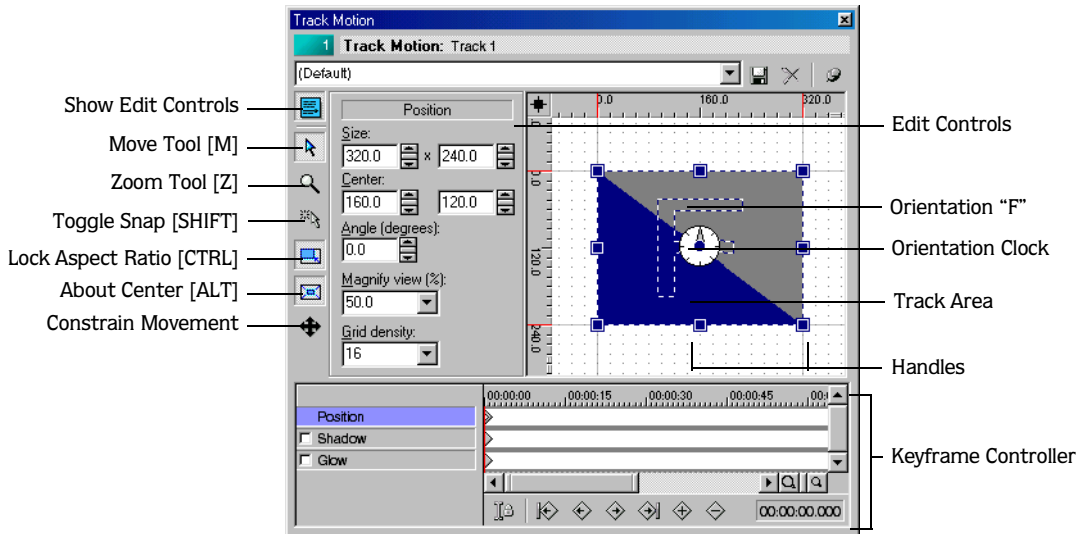 Track Motion
1 Track Motion: Track 1
(Default)
Show Edit Controls
Move Tool [M]
Zoom Tool [Z]
Toggle Snap [SHIFT]
Lock Aspect Ratio [CTRL]
About Center [ALT]
Constrain Movement
Position
Size:
320.0 x 240.0
Center:
160.0 120.0
Angle (degrees):
0.0
Magnify view (%):
50.0
Grid density:
16
0.0 160.0 320.0
0.0
120.0
240.0
Edit Controls
Orientation “F”
Orientation Clock
Track Area
Handles
Keyframe Controller
00:00:00 00:00:15 00:00:30 00:00:45
Position
Shadow
Glow
00:00:00.000